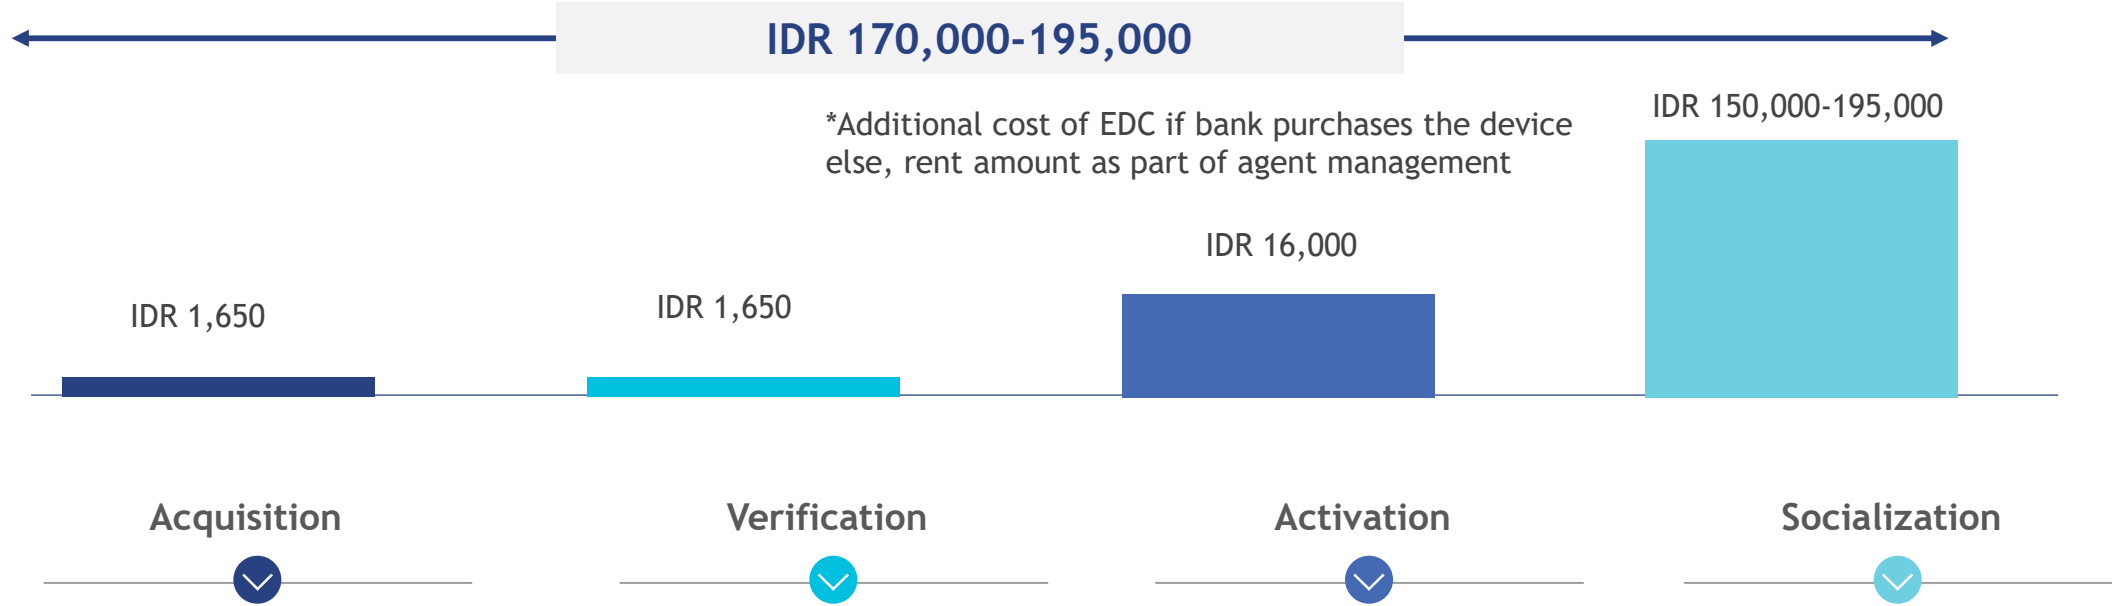 IDR 170,000-195,000
*Additional cost of EDC if bank purchases the device
else, rent amount as part of agent management
IDR 150,000-195,000
IDR 16,000
IDR 1,650
IDR 1,650
Acquisition
Verification
Activation
Socialization